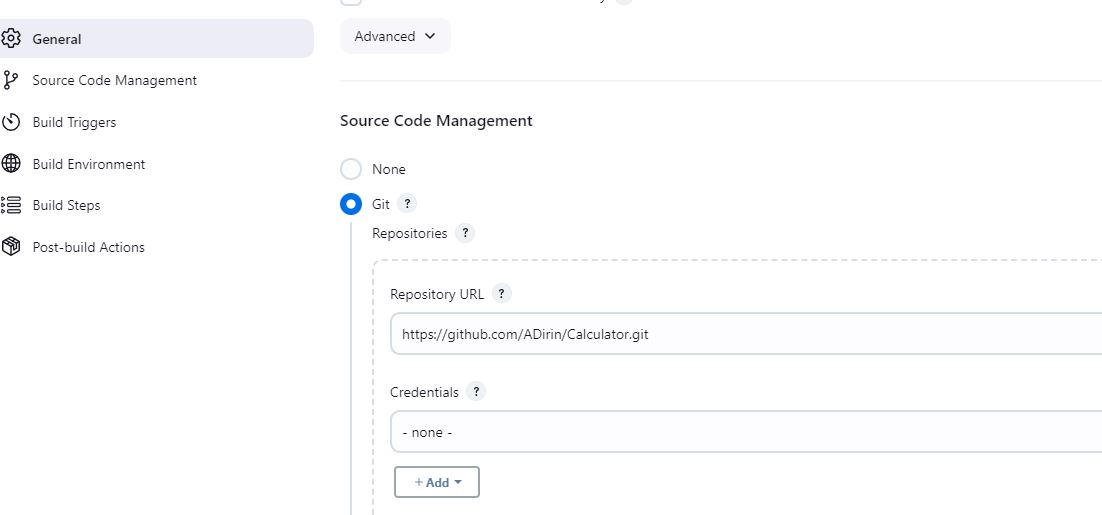 Advanced
General
Source Code Management
Build Triggers
Build Environment
Build Steps
Post-build Actions
Source Code Management
None
Git ?
Repositories ?
Repository URL ?
https://github.com/ADirin/Calculator.git
Credentials ?
- none -
+ Add